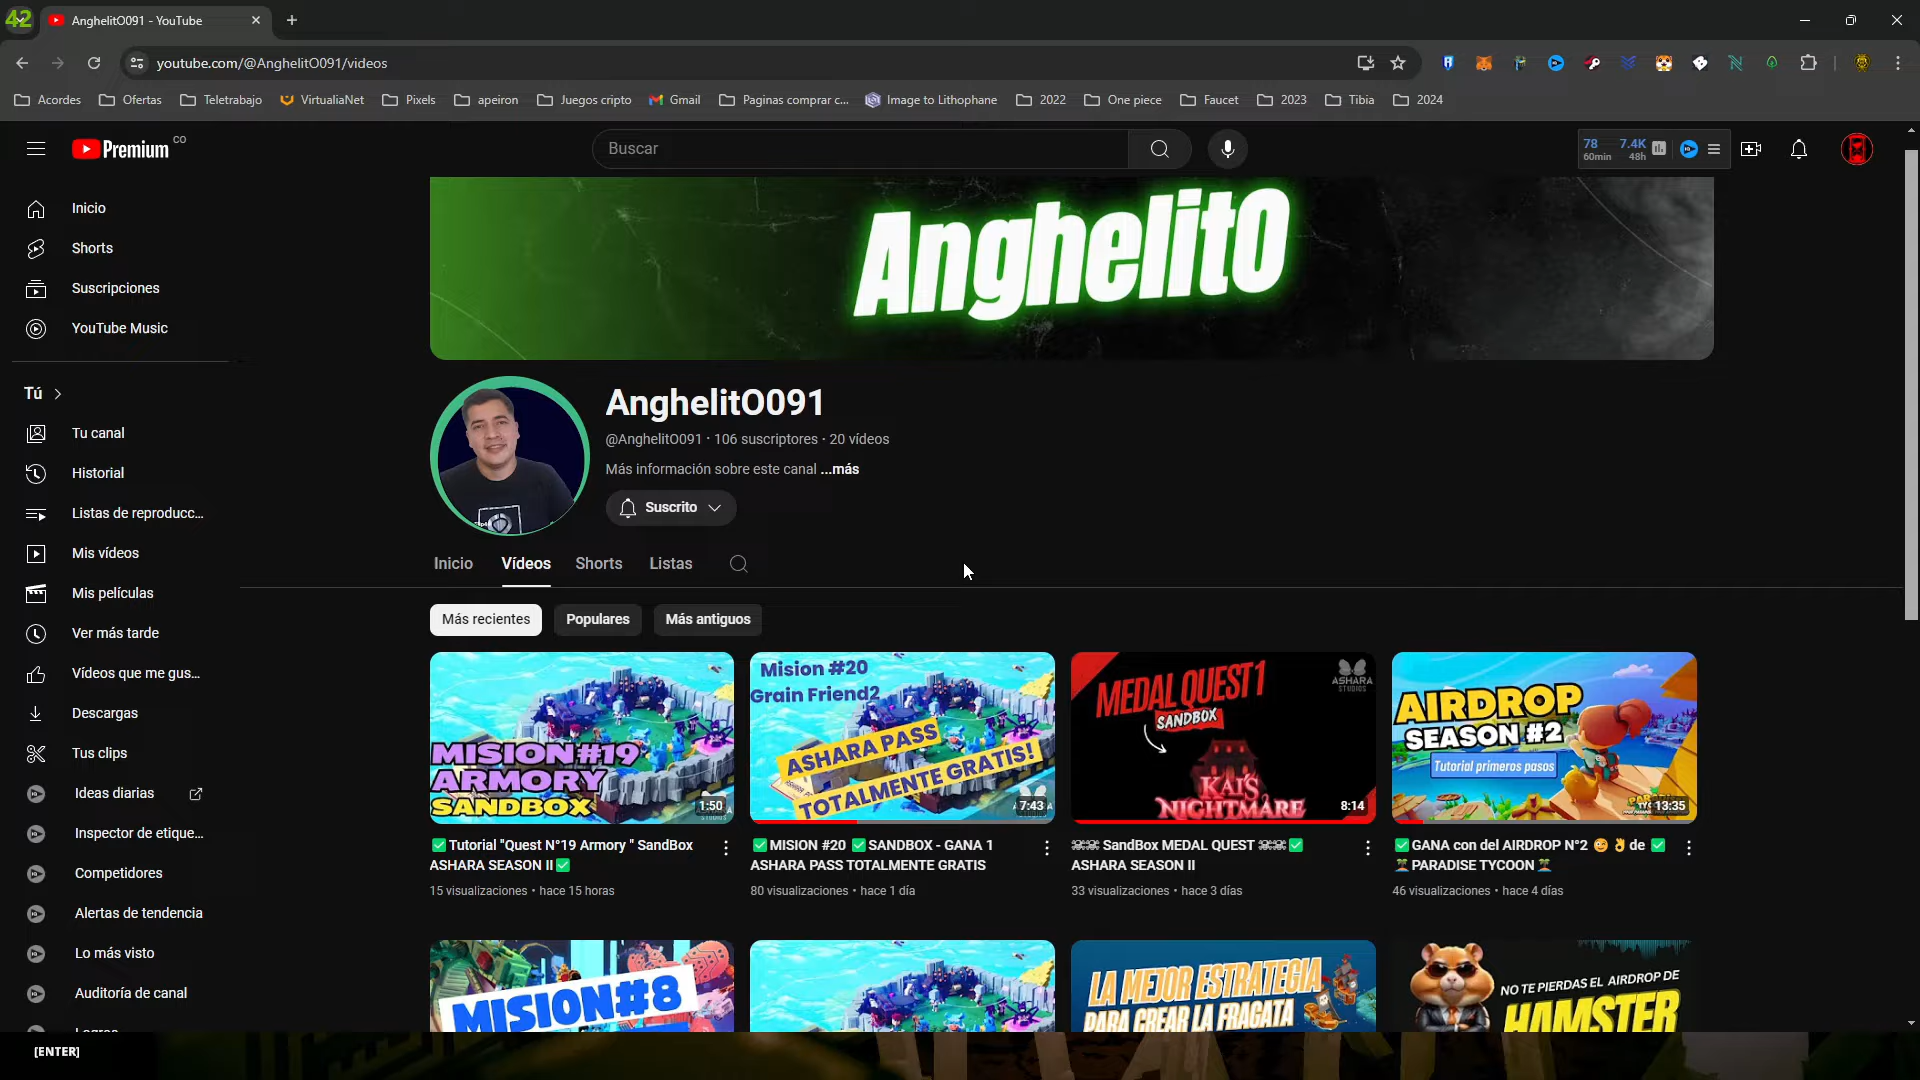 42
AnghelitO091 - YouTube
youtube.com/@AnghelitO091/videos
Acordes
Ofertas
Teletrabajo
VirtualiaNet
Pixels
apeiron
Juegos cripto
Gmail
Paginas comprar c...
Image to Lithophane
2022
One piece
Faucet
2023
Tibia
2024
Premium CO
Buscar
78 7.4K
60min 48h
Inicio
Shorts
Suscripciones
YouTube Music
Tú
Tu canal
Historial
Listas de reproducc...
Mis vídeos
Mis películas
Ver más tarde
Vídeos que me gus...
Descargas
Tus clips
Ideas diarias
Inspector de etique...
Competidores
Alertas de tendencia
Lo más visto
Auditoría de canal
AnghelitO
AnghelitO091
@AnghelitO091 · 106 suscriptores · 20 vídeos
Más información sobre este canal ...más
Suscrito
Inicio
Vídeos
Shorts
Listas
Más recientes
Populares
Más antiguos
MISION#19
ARMORY
SANDBOX
1:50
✅Tutorial "Quest N°19 Armory " SandBox
ASHARA SEASON II✅
15 visualizaciones • hace 15 horas
Mision #20
Grain Friend2
ASHARA PASS
TOTALMENTE GRATIS!
7:43
✅MISION #20 ✅SANDBOX - GANA 1
ASHARA PASS TOTALMENTE GRATIS
80 visualizaciones • hace 1 día
MEDAL QUEST 1
SANDBOX
ASHARA
STUDIOS
KAI'S
NIGHTMARE
8:14
☠️☠️ SandBox MEDAL QUEST ☠️☠️✅
ASHARA SEASON II
33 visualizaciones • hace 3 días
AIRDROP
SEASON #2
Tutorial primeros pasos
13:35
✅GANA con del AIRDROP N°2 😋👌de ✅
🏝️PARADISE TYCOON🏝️
46 visualizaciones • hace 4 días
MISION#8
LA MEJOR ESTRATEGIA
PARA CREAR LA FRAGATA
NO TE PIERDAS EL AIRDROP DE
HAMSTER
[ENTER]